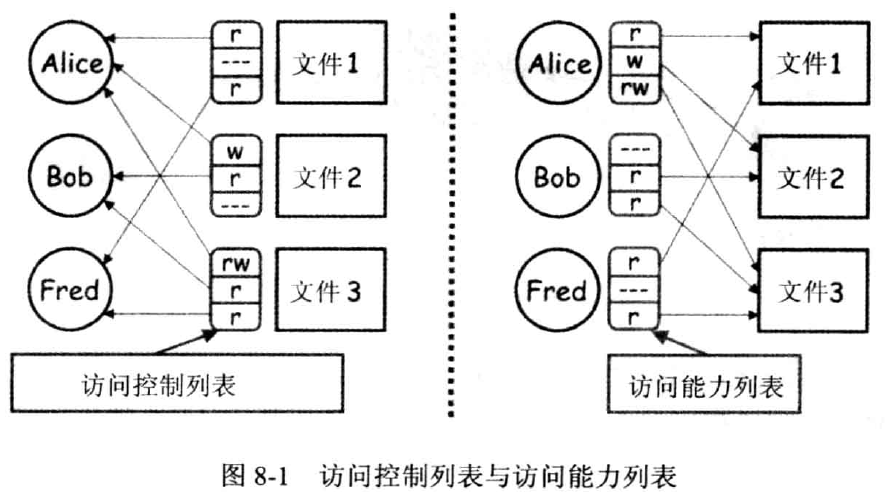 Alice
r
---
r
文件1
Bob
w
r
---
文件2
Fred
rw
r
r
文件3
访问控制列表
Alice
r
w
rw
文件1
Bob
---
r
r
文件2
Fred
r
---
r
文件3
访问能力列表
图 8-1 访问控制列表与访问能力列表